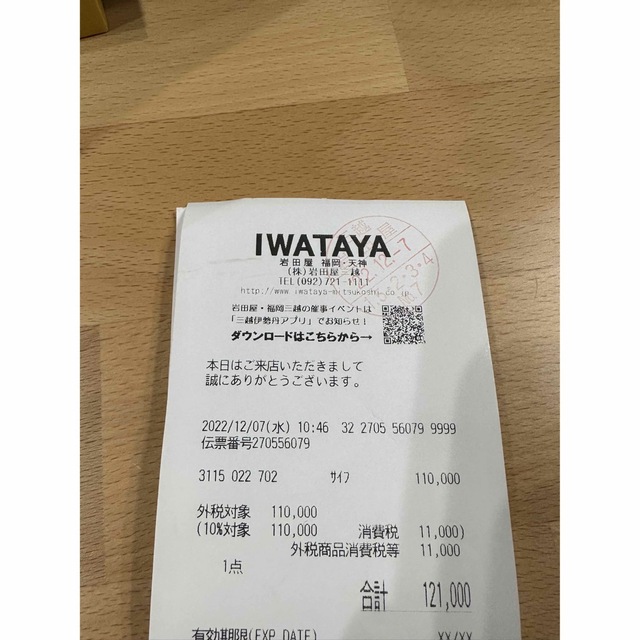 IWATAYA
岩田屋 福岡・天神
(株)岩田屋三越
TEL(092)721-1111
http://www.iwataya-mitsukoshi.co.jp
岩田屋・福岡三越の催事イベントは
「三越伊勢丹アプリ」でお知らせ!
ダウンロードはこちらから→
本日はご来店いただきまして
誠にありがとうございます。
2022/12/07(水) 10:46 32 2705 56079 9999
伝票番号270556079
3115 022 702 サイフ 110,000
外税対象 110,000
(10%対象 110,000 消費税 11,000)
外税商品消費税等 11,000
1点
合計 121,000
有効期限(EXP DATE) XX/XX